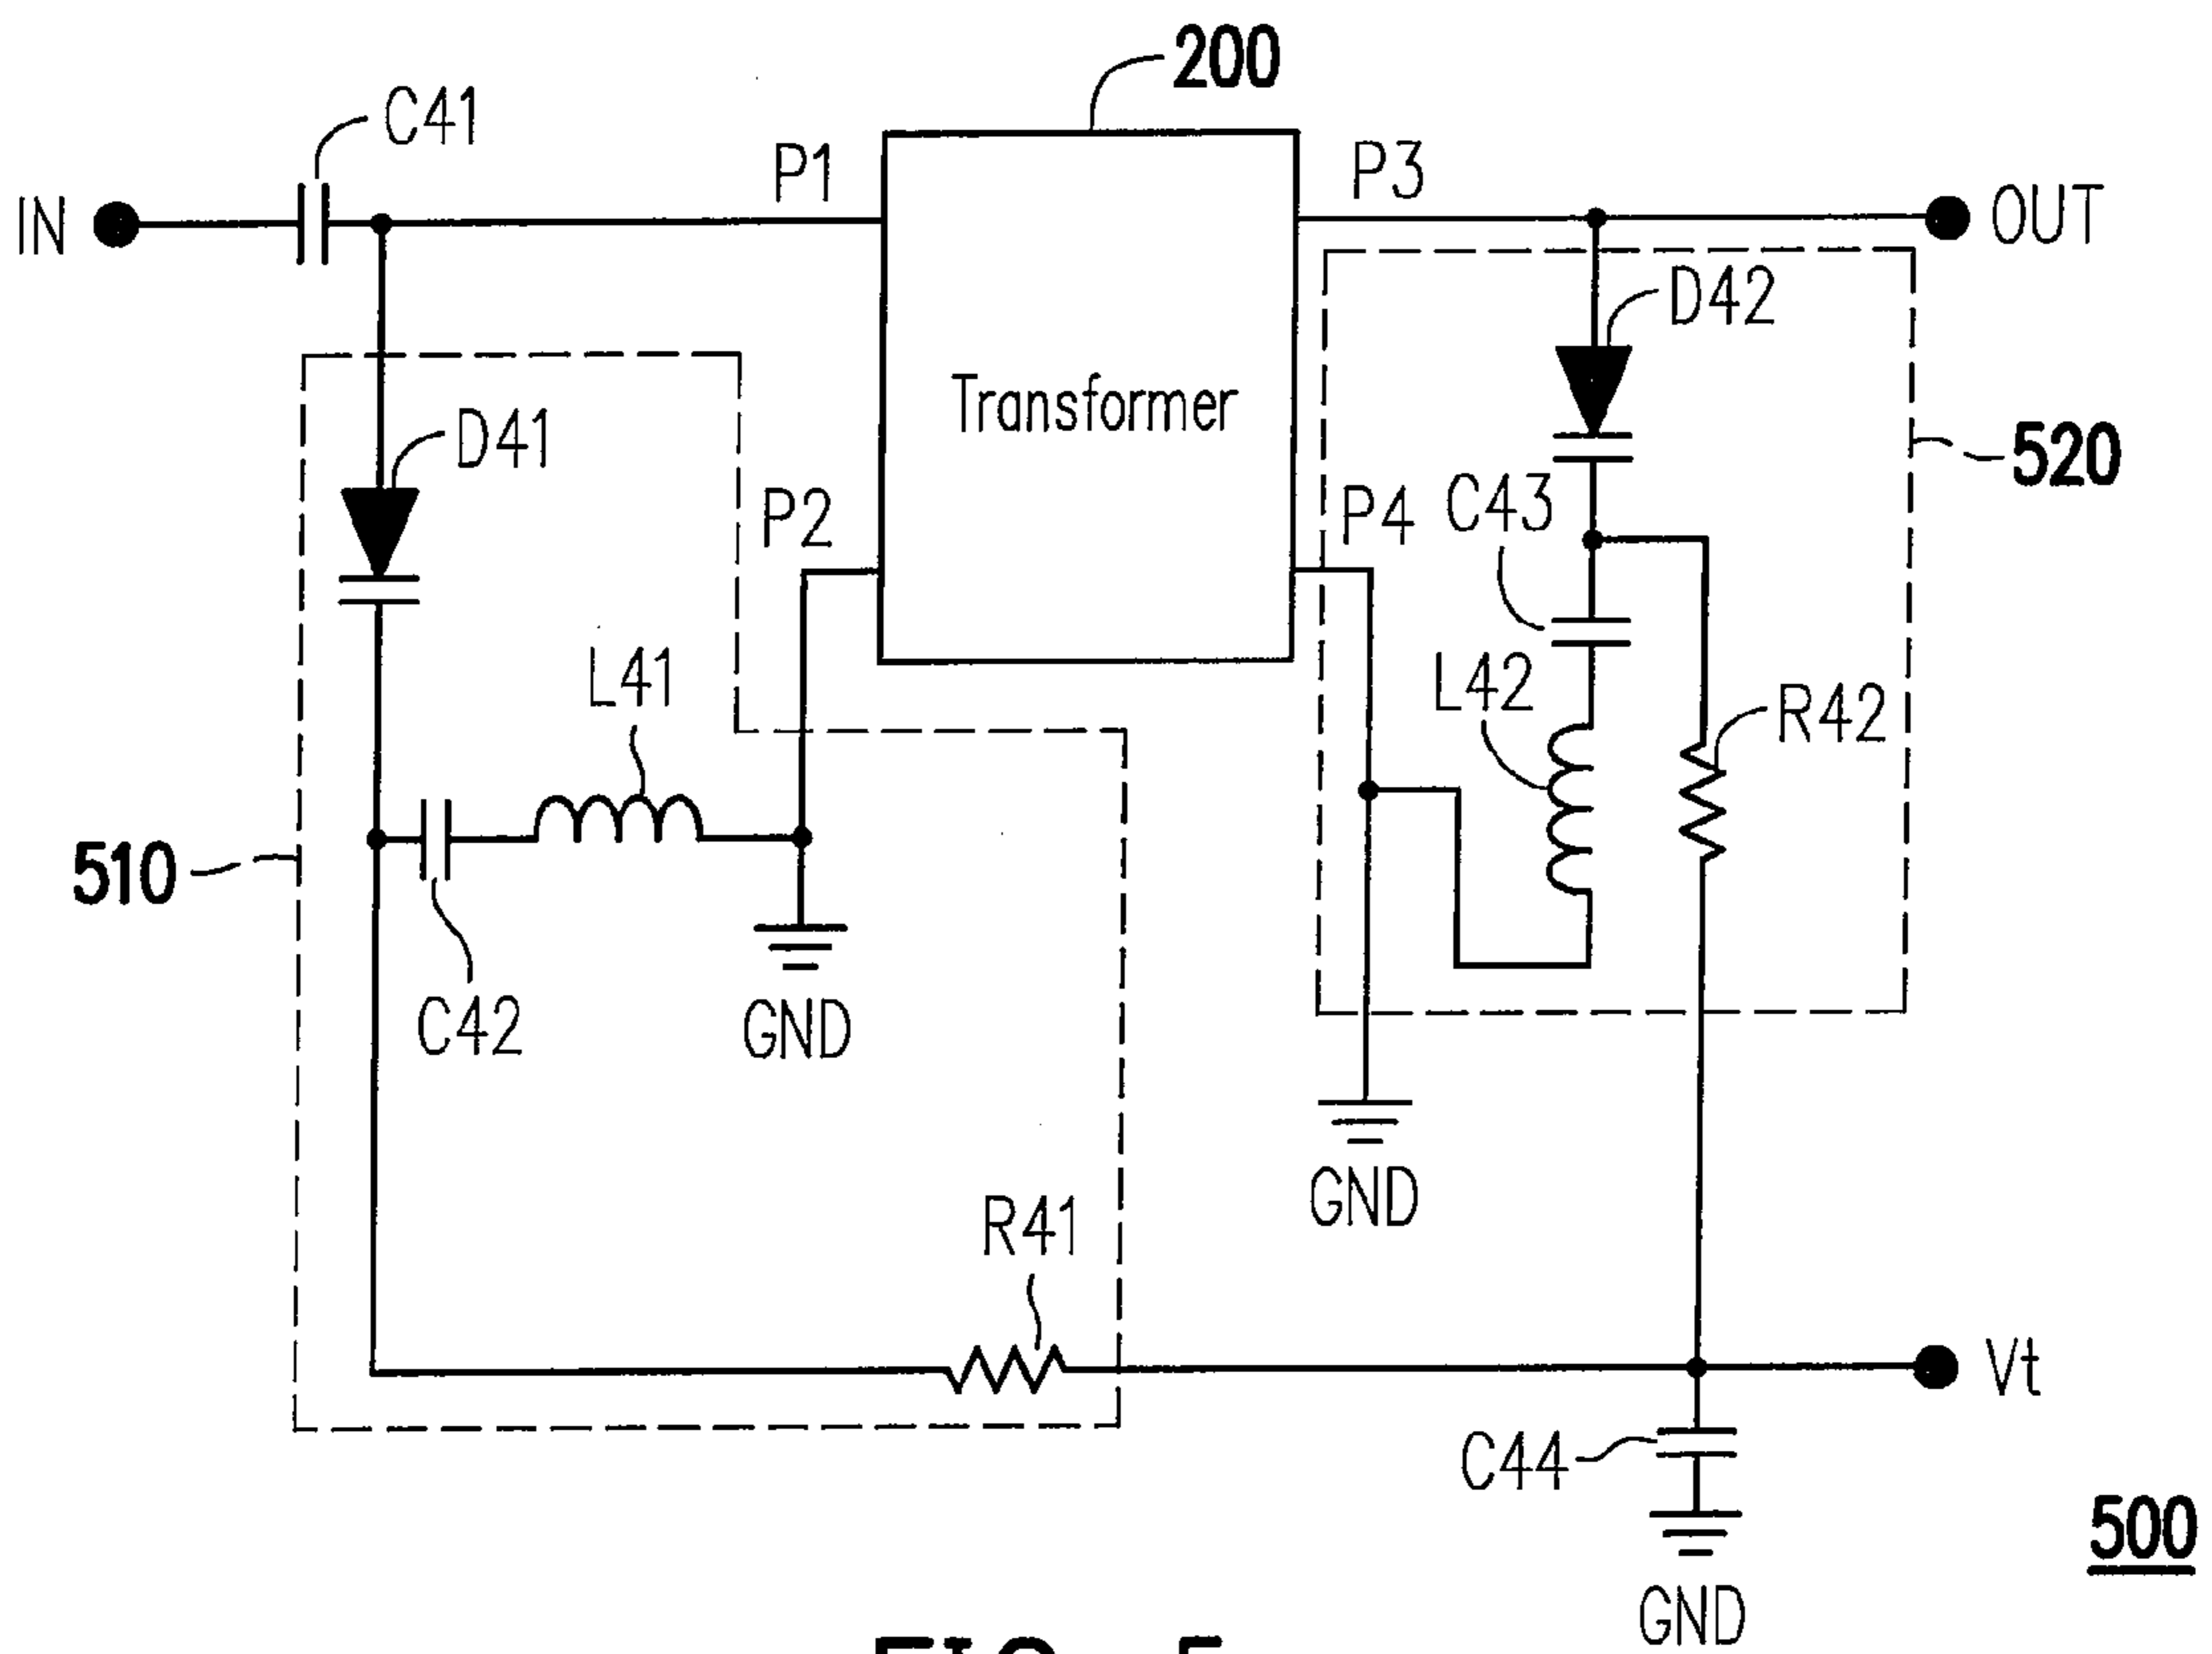 200
C41
P1
P3
IN
OUT
D42
Transformer
D41
520
P2
P4
C43
L41
L42
R42
510
C42
GND
GND
R41
Vt
C44
500
GND